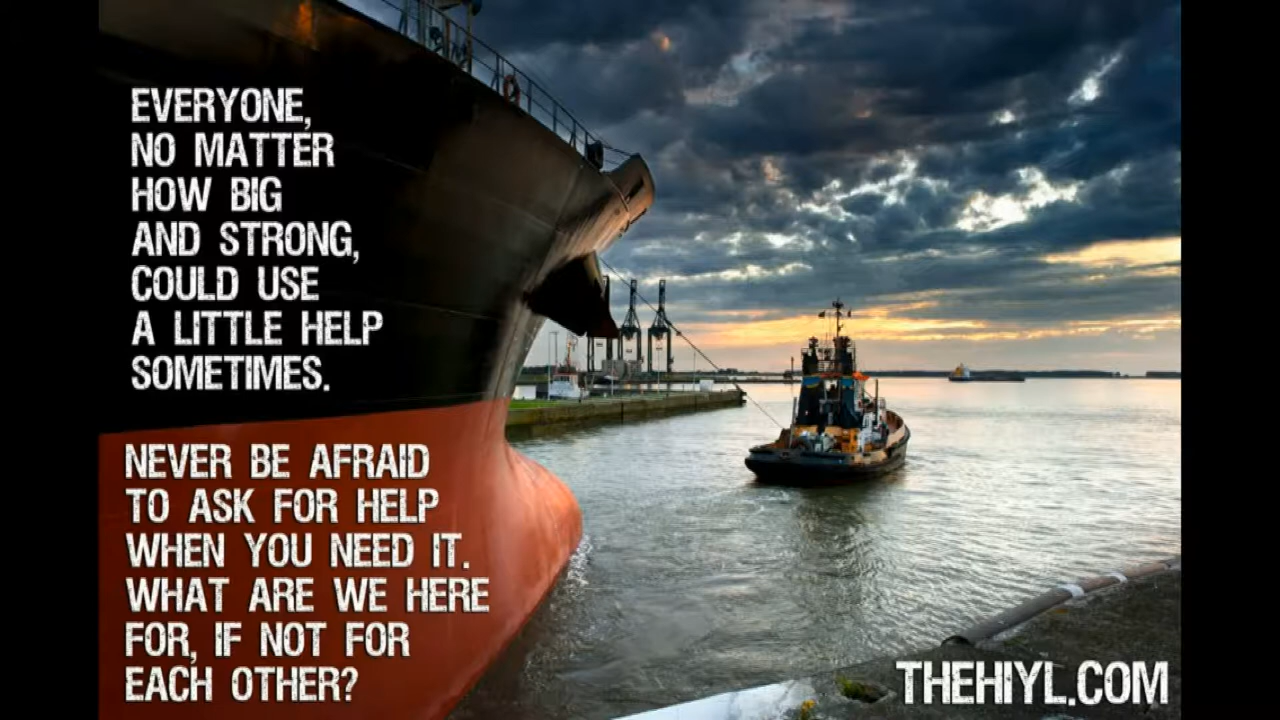 EVERYONE,
NO MATTER
HOW BIG
AND STRONG,
COULD USE
A LITTLE HELP
SOMETIMES.
NEVER BE AFRAID
TO ASK FOR HELP
WHEN YOU NEED IT.
WHAT ARE WE HERE
FOR, IF NOT FOR
EACH OTHER?
THEHIYL.COM